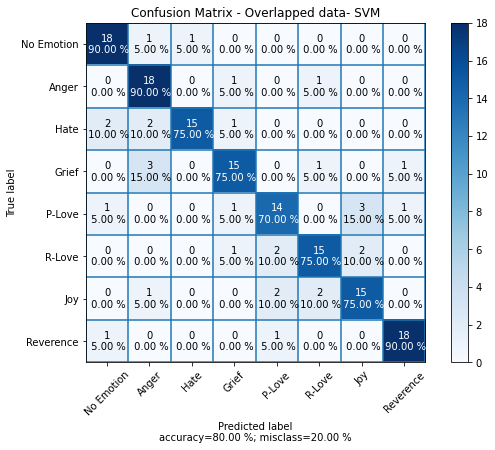 Confusion Matrix - Overlapped data- SVM
No Emotion 18 1 1 0 0 0 0 0
90.00 % 5.00 % 5.00 % 0.00 % 0.00 % 0.00 % 0.00 % 0.00 %
Anger 0 18 0 1 0 1 0 0
0.00 % 90.00 % 0.00 % 5.00 % 0.00 % 5.00 % 0.00 % 0.00 %
Hate 2 2 15 1 0 0 0 0
10.00 % 10.00 % 75.00 % 5.00 % 0.00 % 0.00 % 0.00 % 0.00 %
Grief 0 3 0 15 0 1 0 1
0.00 % 15.00 % 0.00 % 75.00 % 0.00 % 5.00 % 0.00 % 5.00 %
P-Love 1 0 0 1 14 0 3 1
5.00 % 0.00 % 0.00 % 5.00 % 70.00 % 0.00 % 15.00 % 5.00 %
R-Love 0 0 0 1 2 15 2 0
0.00 % 0.00 % 0.00 % 5.00 % 10.00 % 75.00 % 10.00 % 0.00 %
Joy 0 1 0 0 2 2 15 0
0.00 % 5.00 % 0.00 % 0.00 % 10.00 % 10.00 % 75.00 % 0.00 %
Reverence 1 0 0 0 1 0 0 18
5.00 % 0.00 % 0.00 % 0.00 % 5.00 % 0.00 % 0.00 % 90.00 %
True label
No Emotion Anger Hate Grief P-Love R-Love Joy Reverence
Predicted label
accuracy=80.00 %; misclass=20.00 %
18
16
14
12
10
8
6
4
2
0